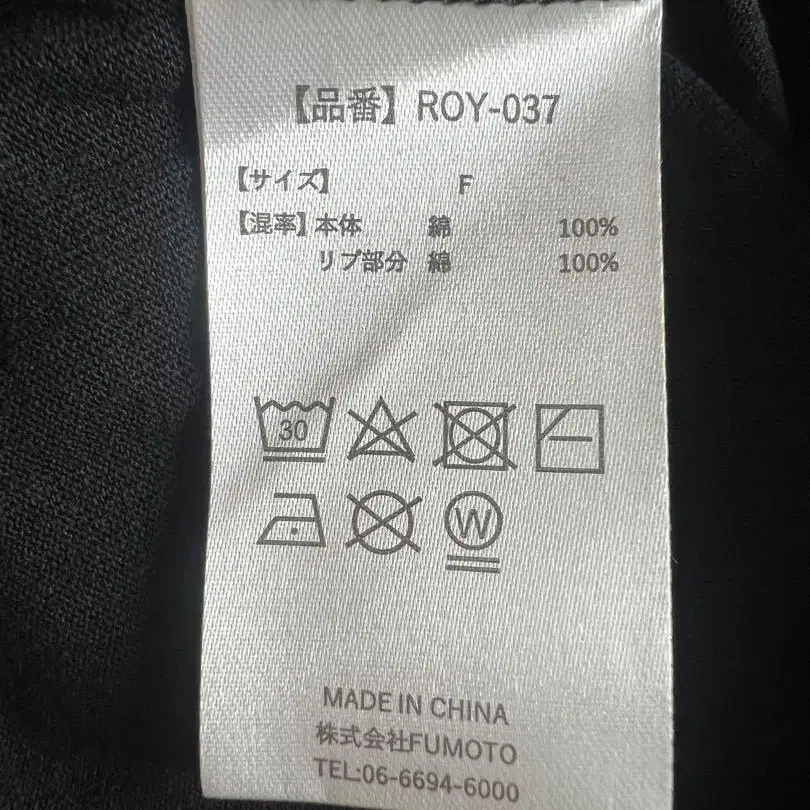 【品番】ROY-037
【サイズ】 F
【混率】本体 綿 100%
リブ部分 綿 100%
30
W
MADE IN CHINA
株式会社FUMOTO
TEL:06-6694-6000